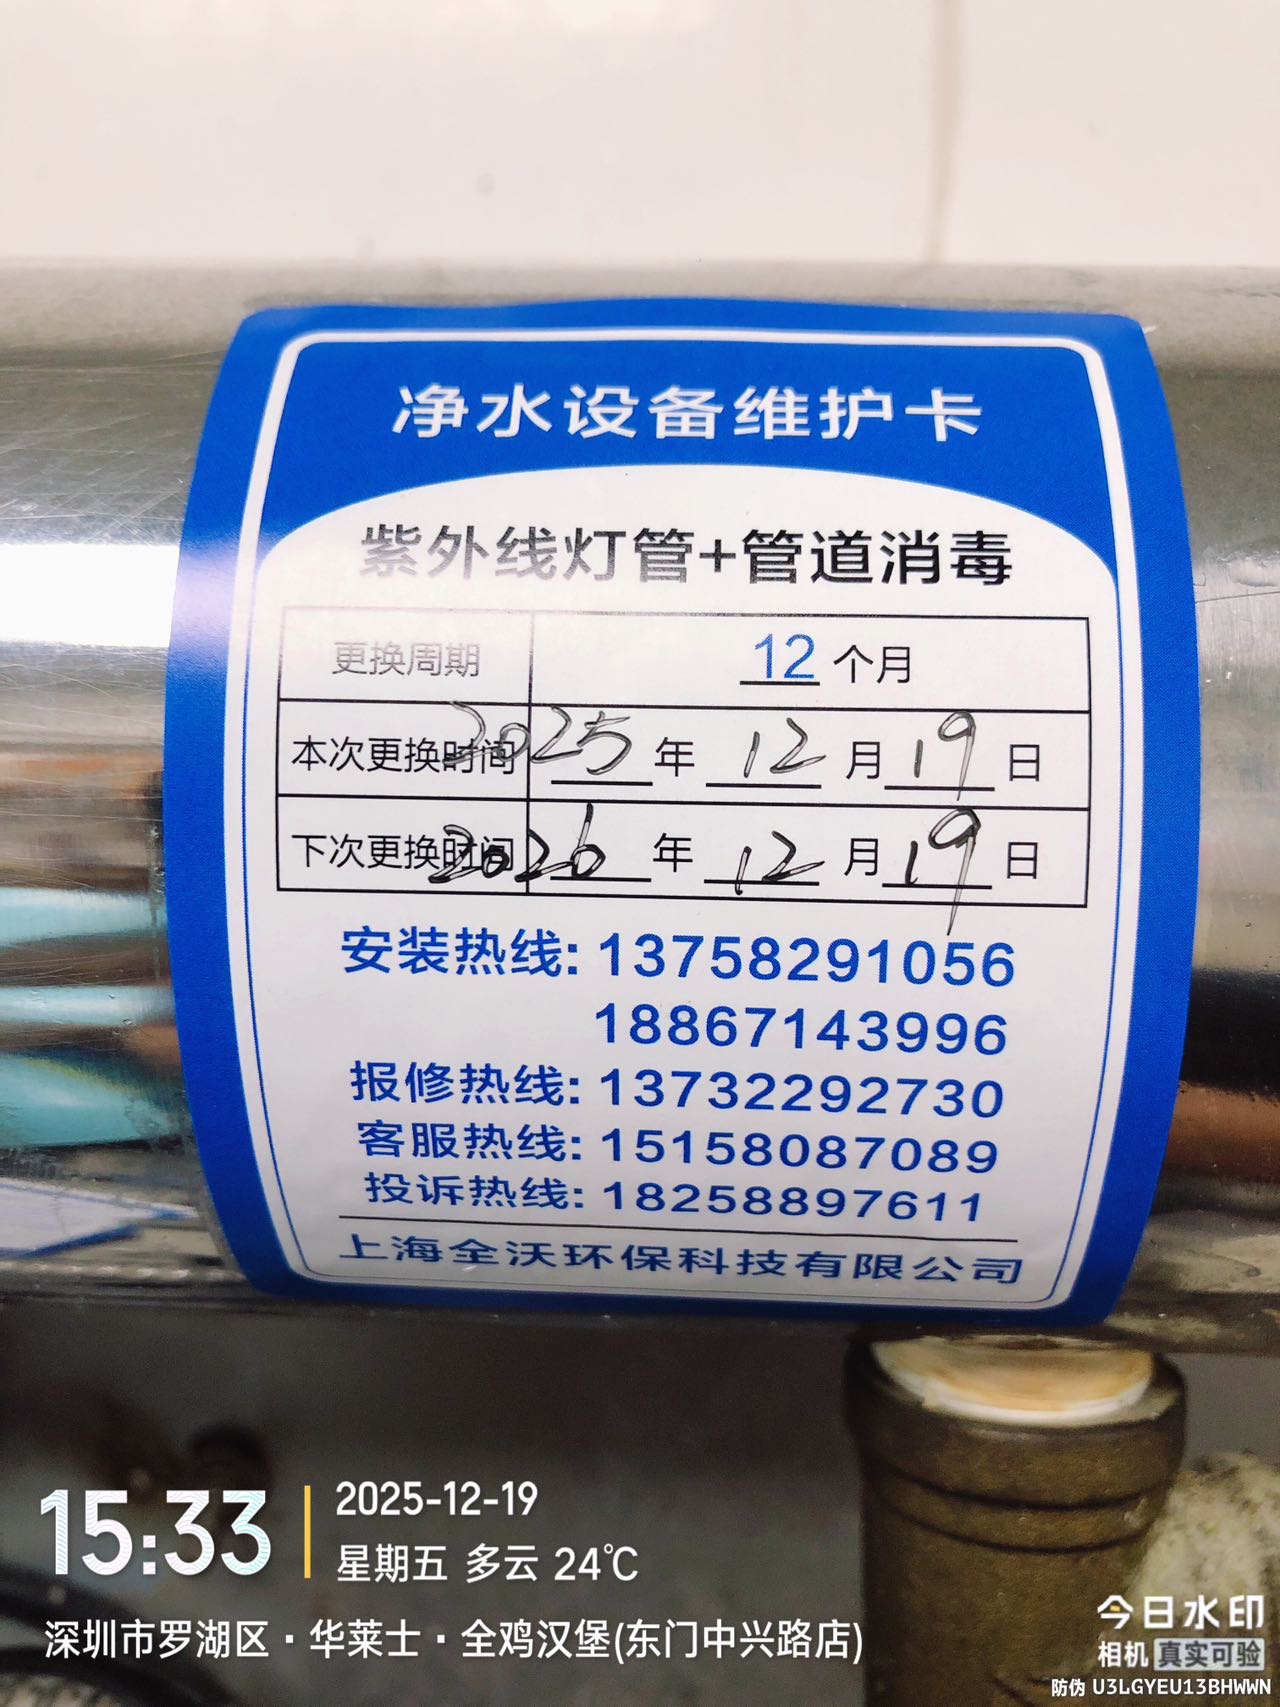 净水设备维护卡
紫外线灯管+管道消毒
更换周期 12 个月
本次更换时间 2025 年 12 月 19 日
下次更换时间 2026 年 12 月 19 日
安装热线: 13758291056
18867143996
报修热线: 13732292730
客服热线: 15158087089
投诉热线: 18258897611
上海全沃环保科技有限公司
15:33
2025-12-19
星期五 多云 24℃
深圳市罗湖区·华莱士·全鸡汉堡(东门中兴路店)
今日水印
相机 真实可验
防伪 U3LGYEU13BHWWN